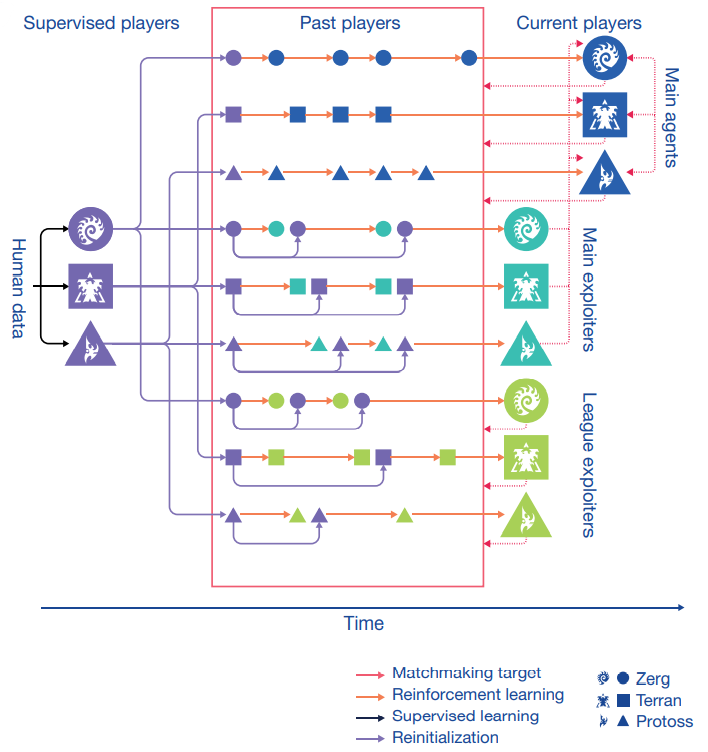 Supervised players
Past players
Current players
Main agents
Human data
Main exploiters
League exploiters
Time
Matchmaking target
Reinforcement learning
Supervised learning
Reinitialization
Zerg
Terran
Protoss